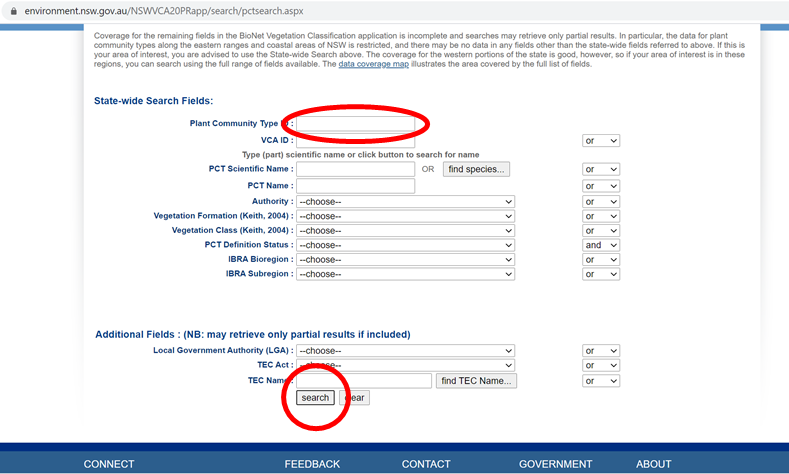 environment.nsw.gov.au/NSWVCA20PRapp/search/pctsearch.aspx
Coverage for the remaining fields in the BioNet Vegetation Classification application is incomplete and searches may retrieve only partial results. In particular, the data for plant
community types along the eastern ranges and coastal areas of NSW is restricted, and there may be no data in any fields other than the state-wide fields referred to above. If this is
your area of interest, you are advised to use the State-wide Search above. The coverage for the western portions of the state is good, however, so if your area of interest is in these
regions, you can search using the full range of fields available. The data coverage map illustrates the area covered by the full list of fields.
State-wide Search Fields:
Plant Community Type ID :
VCA ID : or
Type (part) scientific name or click button to search for name
PCT Scientific Name : OR find species... or
PCT Name : or
Authority : --choose-- or
Vegetation Formation (Keith, 2004) : --choose-- or
Vegetation Class (Keith, 2004) : --choose-- or
PCT Definition Status : --choose-- and
IBRA Bioregion : --choose-- or
IBRA Subregion : --choose-- or
Additional Fields : (NB: may retrieve only partial results if included)
Local Government Authority (LGA) : --choose-- or
TEC Act : --choose-- or
TEC Name : find TEC Name... or
search clear
CONNECT FEEDBACK CONTACT GOVERNMENT ABOUT